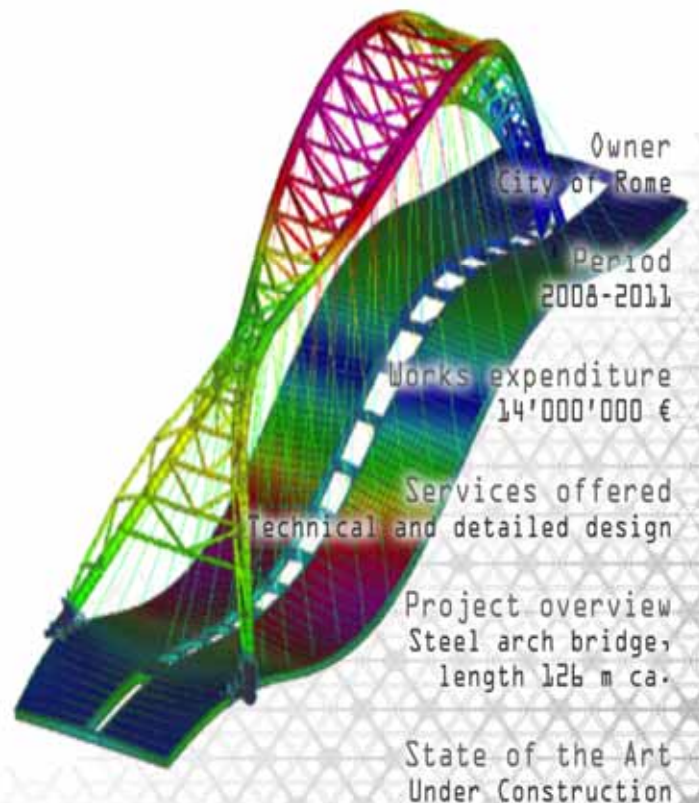 Owner
City of Rome
Period
2008-2011
Works expenditure
14'000'000 €
Services offered
Technical and detailed design
Project overview
Steel arch bridge,
length 126 m ca.
State of the Art
Under Construction